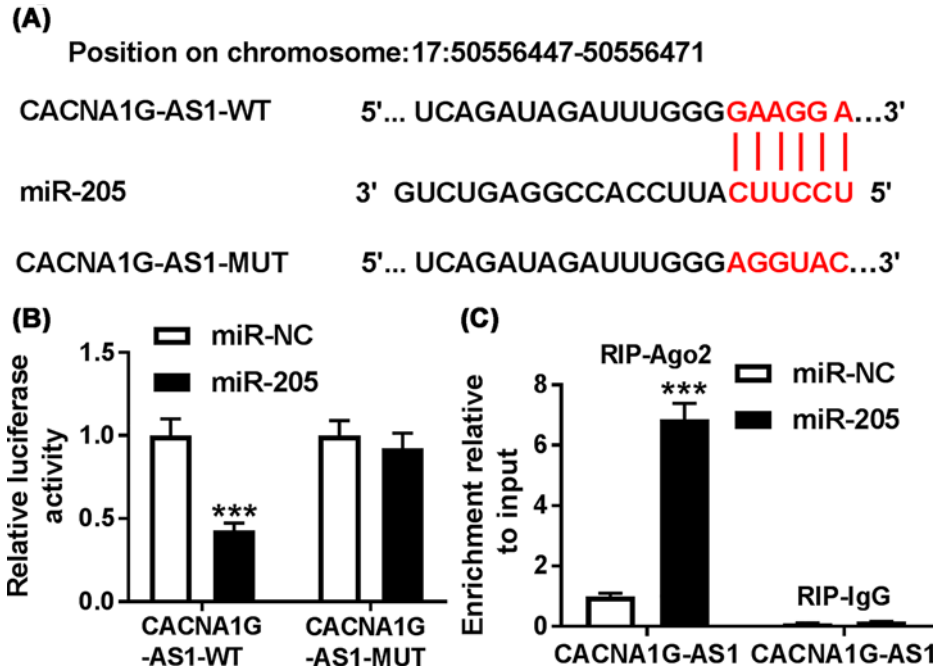 (A)
Position on chromosome:17:50556447-50556471
CACNA1G-AS1-WT 5'... UCAGAUAGAUUUGGGGAAGG A...3'
miR-205 3' GUCUGAGGCCACCUUACUUCCU 5'
CACNA1G-AS1-MUT 5'... UCAGAUAGAUUUGGGAGGUAC...3'
(B)
miR-NC
miR-205
Relative luciferase
activity
1.5
1.0
0.5
0.0
***
CACNA1G
-AS1-WT
CACNA1G
-AS1-MUT
(C)
RIP-Ago2
miR-NC
miR-205
Enrichment relative
to input
8
6
4
2
0
***
RIP-IgG
CACNA1G-AS1
CACNA1G-AS1